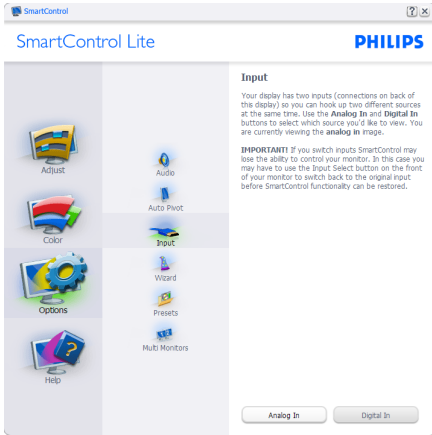 SmartControl
SmartControl Lite
PHILIPS
Adjust
Color
Options
Help
Audio
Auto Pivot
Input
Wizard
Presets
Multi Monitors
Input
Your display has two inputs (connections on back of
this display) so you can hook up two different sources
at the same time. Use the Analog In and Digital In
buttons to select which source you'd like to view. You
are currently viewing the analog in image.
IMPORTANT! If you switch inputs SmartControl may
lose the ability to control your monitor. In this case you
may have to use the Input Select button on the front
of your monitor to switch back to the original input
before SmartControl functionality can be restored.
Analog In
Digital In